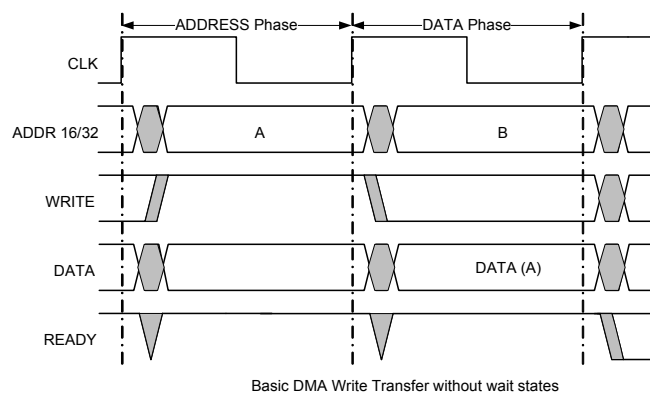 ADDRESS Phase DATA Phase
CLK
ADDR 16/32 A B
WRITE
DATA DATA (A)
READY
Basic DMA Write Transfer without wait states